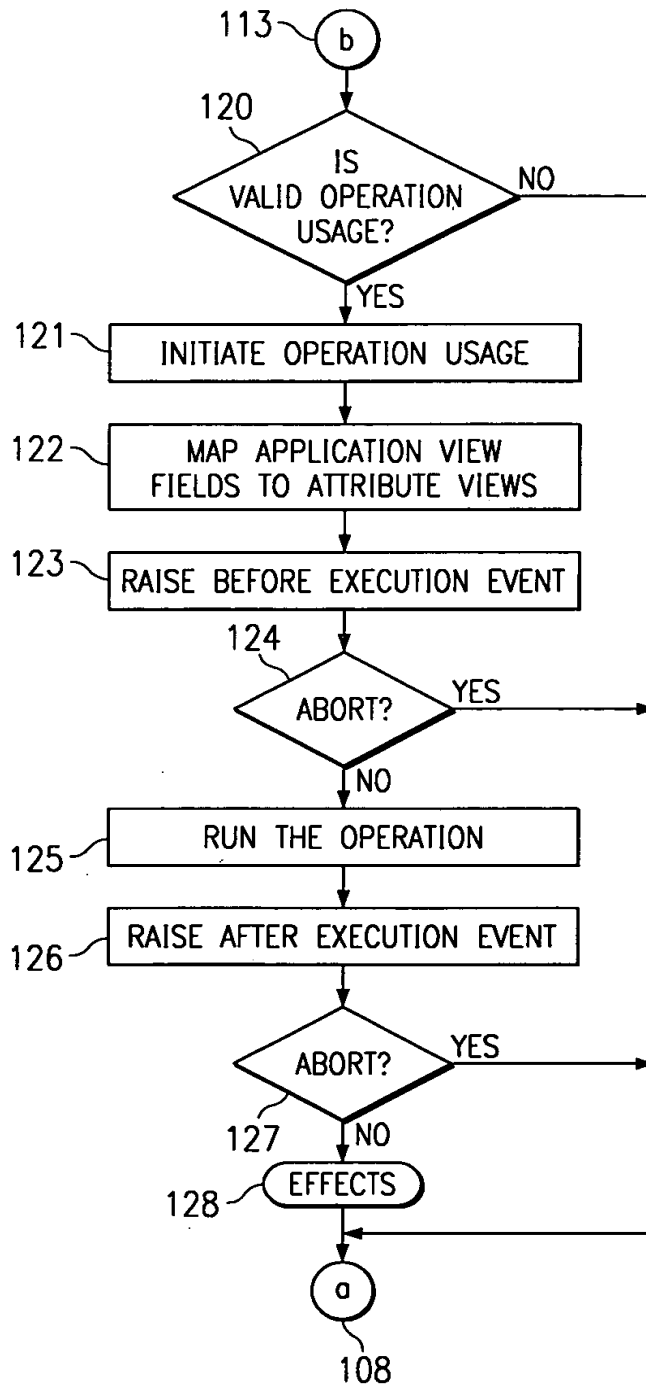 113
b
120
IS
VALID OPERATION
USAGE?
NO
YES
121
INITIATE OPERATION USAGE
122
MAP APPLICATION VIEW
FIELDS TO ATTRIBUTE VIEWS
123
RAISE BEFORE EXECUTION EVENT
124
ABORT?
YES
NO
125
RUN THE OPERATION
126
RAISE AFTER EXECUTION EVENT
ABORT?
YES
127
NO
128
EFFECTS
a
108